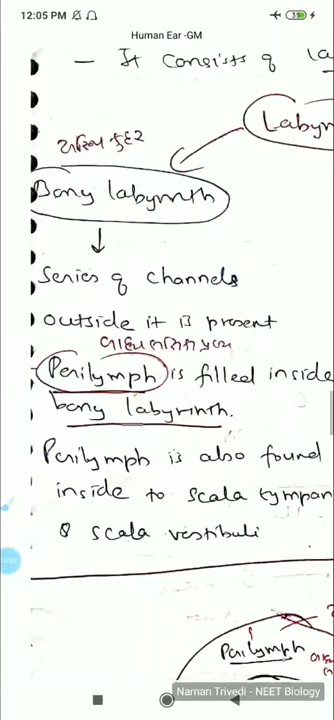 12:05 PM
39
Human Ear -GM
— It consists of la
Labyr
Bony labyrinth
Series of channels
outside it is present
Perilymph is filled inside
bony labyrinth.
Perilymph is also found
inside to scala tympan
& scala vestibuli
Perilymph
Naman Trivedi - NEET Biology